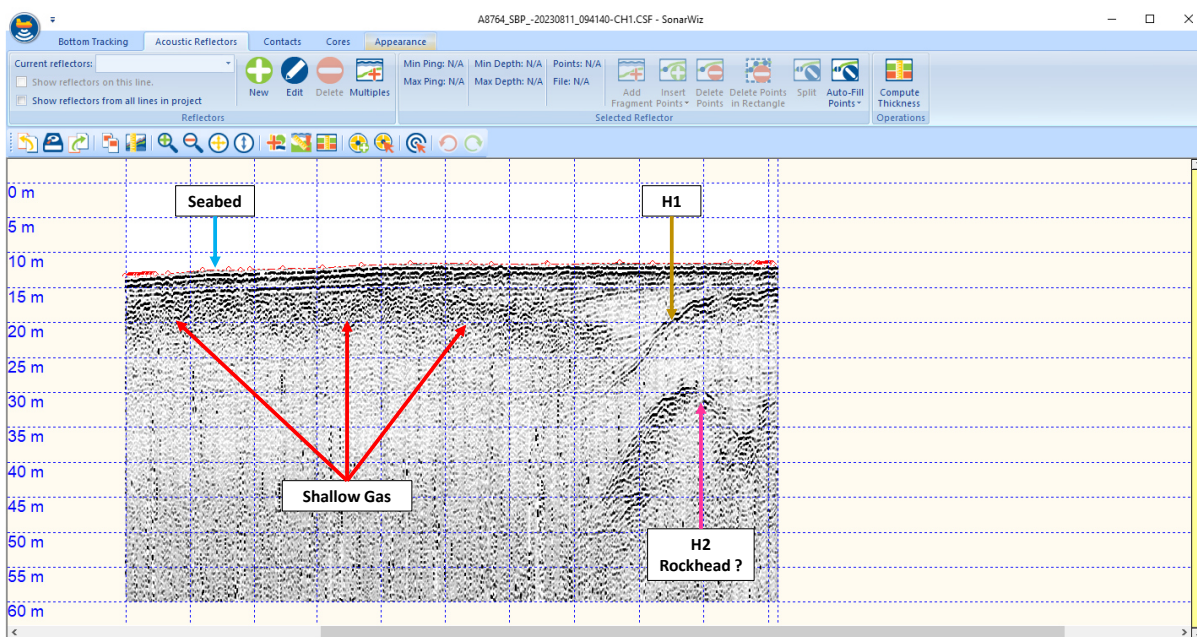 A8764_SBP_-20230811_094140-CH1.CSF - SonarWiz
Bottom Tracking
Acoustic Reflectors
Contacts
Cores
Appearance
Current reflectors:
Show reflectors on this line.
Show reflectors from all lines in project
New
Edit
Delete
Multiples
Reflectors
Min Ping: N/A
Min Depth: N/A
Points: N/A
Max Ping: N/A
Max Depth: N/A
File: N/A
Add
Fragment
Insert
Points
Delete
Points
Delete Points
in Rectangle
Split
Auto-Fill
Points
Selected Reflector
Compute
Thickness
Operations
0 m
5 m
10 m
15 m
20 m
25 m
30 m
35 m
40 m
45 m
50 m
55 m
60 m
Seabed
H1
Shallow Gas
H2
Rockhead ?